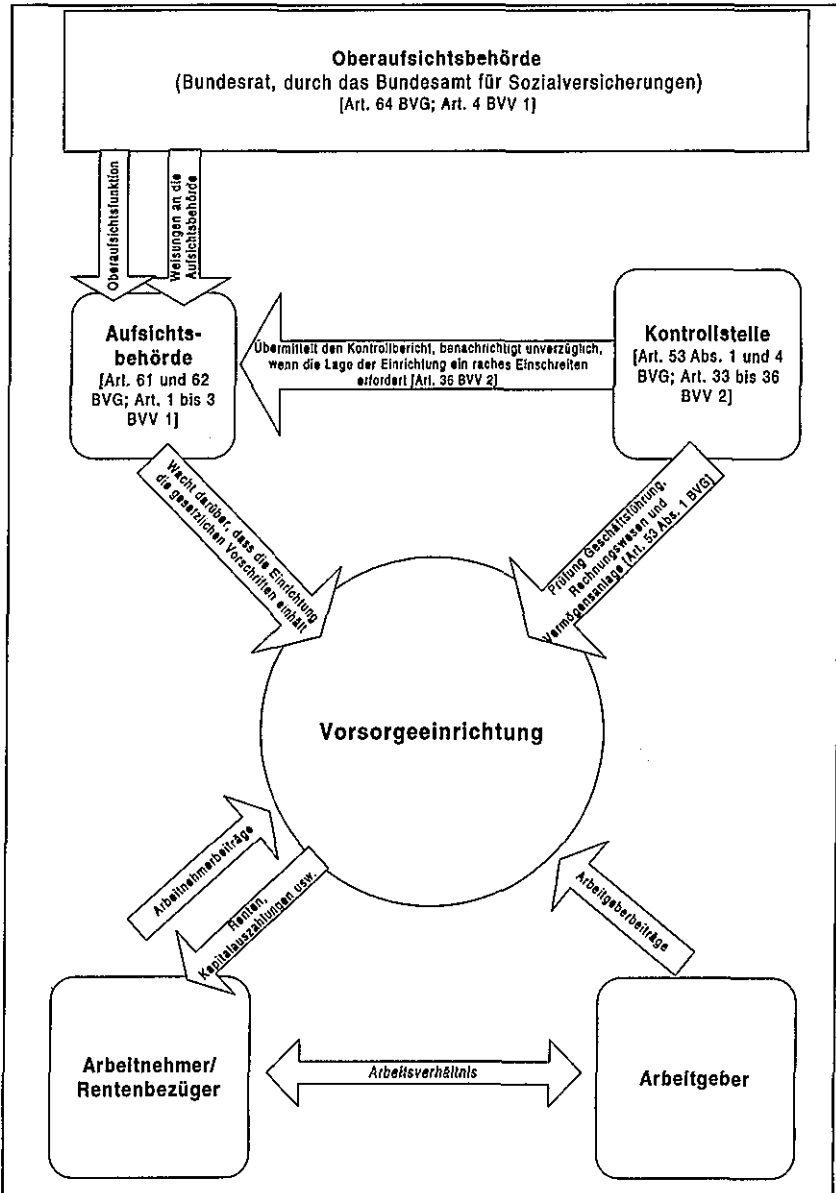 Oberaufsichtsbehörde
(Bundesrat, durch das Bundesamt für Sozialversicherungen)
[Art. 64 BVG; Art. 4 BVV 1]
Oberaufsichtsfunktion
Weisungen an die
Aufsichtsbehörde
Aufsichts-
behörde
[Art. 61 und 62
BVG; Art. 1 bis 3
BVV 1]
Übermittelt den Kontrollbericht, benachrichtigt unverzüglich,
wenn die Lage der Einrichtung ein raches Einschreiten
erfordert [Art. 36 BVV 2]
Kontrollstelle
[Art. 53 Abs. 1 und 4
BVG; Art. 33 bis 36
BVV 2]
Wacht darüber, dass die Einrichtung
die gesetzlichen Vorschriften einhält
Prüfung Geschäftsführung,
Rechnungswesen und
Vermögensanlage [Art. 53 Abs. 1 BVG]
Vorsorgeeinrichtung
Arbeitnehmerbeiträge
Renten,
Kapitalauszahlungen usw.
Arbeitgeberbeiträge
Arbeitnehmer/
Rentenbezüger
Arbeitsverhältnis
Arbeitgeber